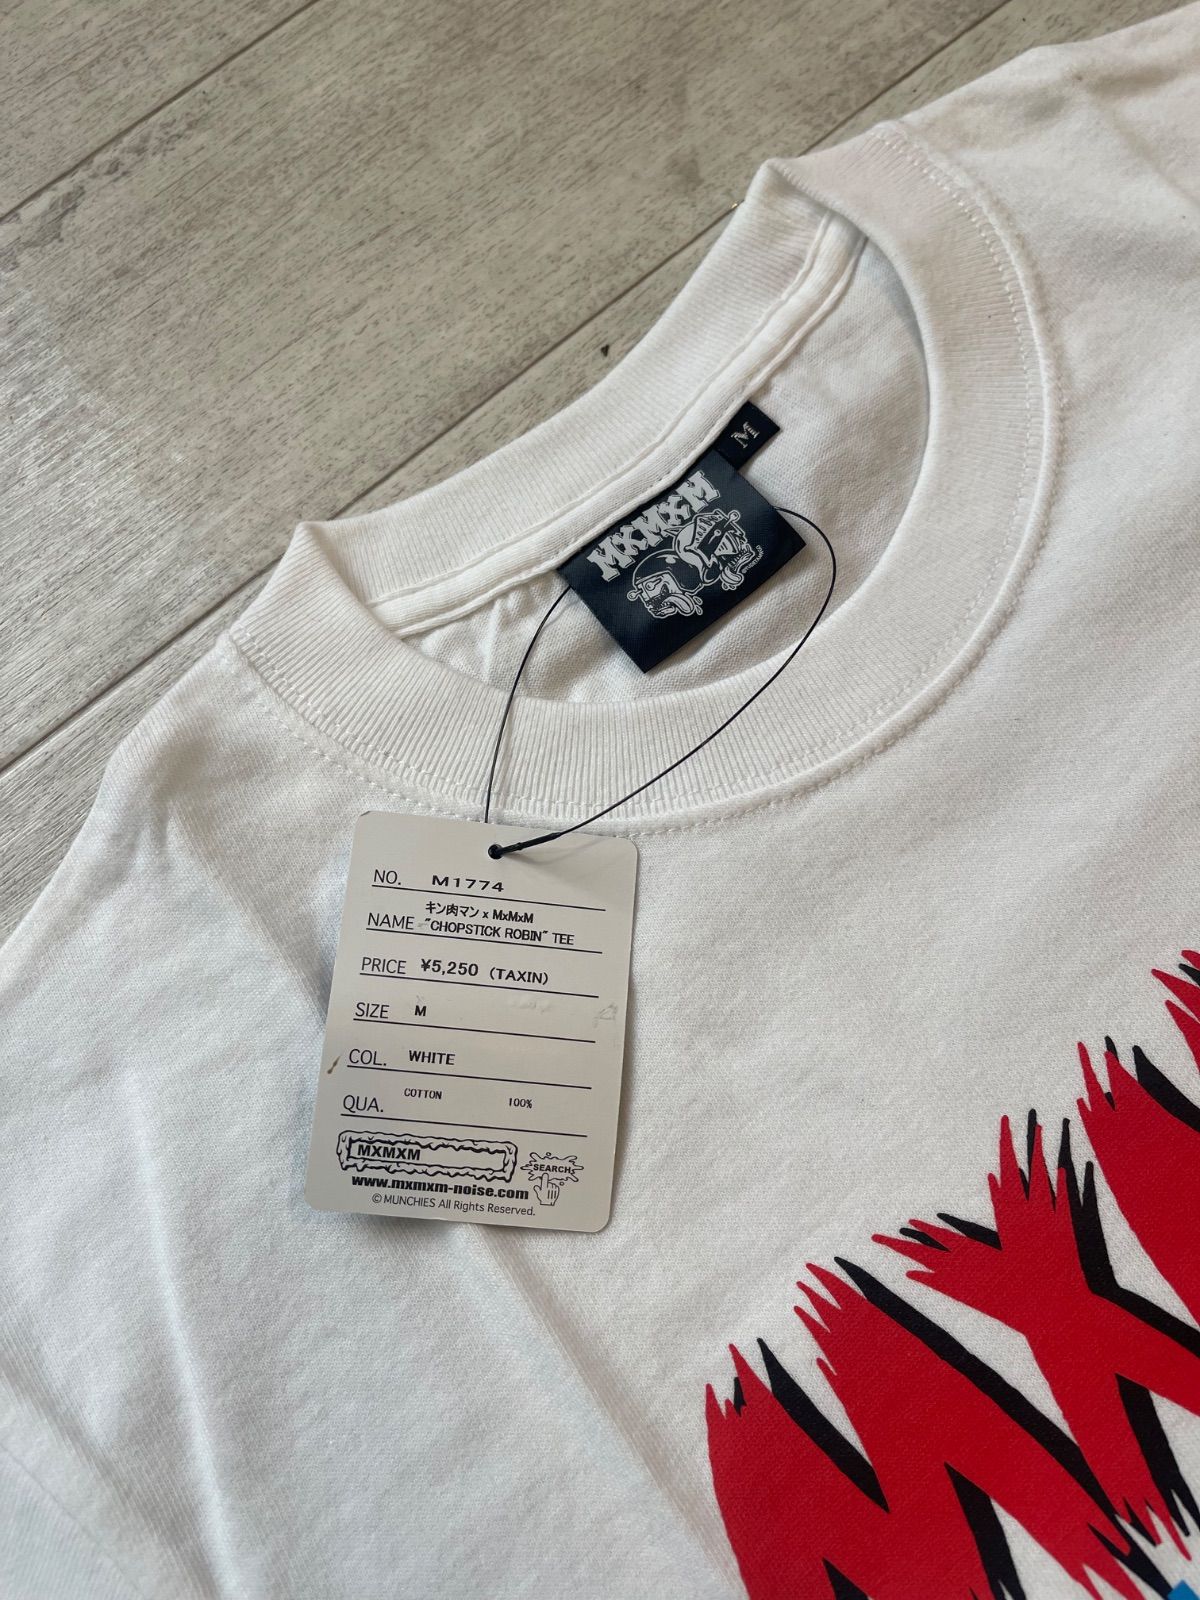 M
MXMXM
NO. M1774
キン肉マン x MxMxM
NAME "CHOPSTICK ROBIN" TEE
PRICE ¥5,250 (TAXIN)
SIZE M
COL. WHITE
QUA. COTTON 100%
MXMXM
SEARCH
www.mxmxm-noise.com
© MUNCHIES All Rights Reserved.